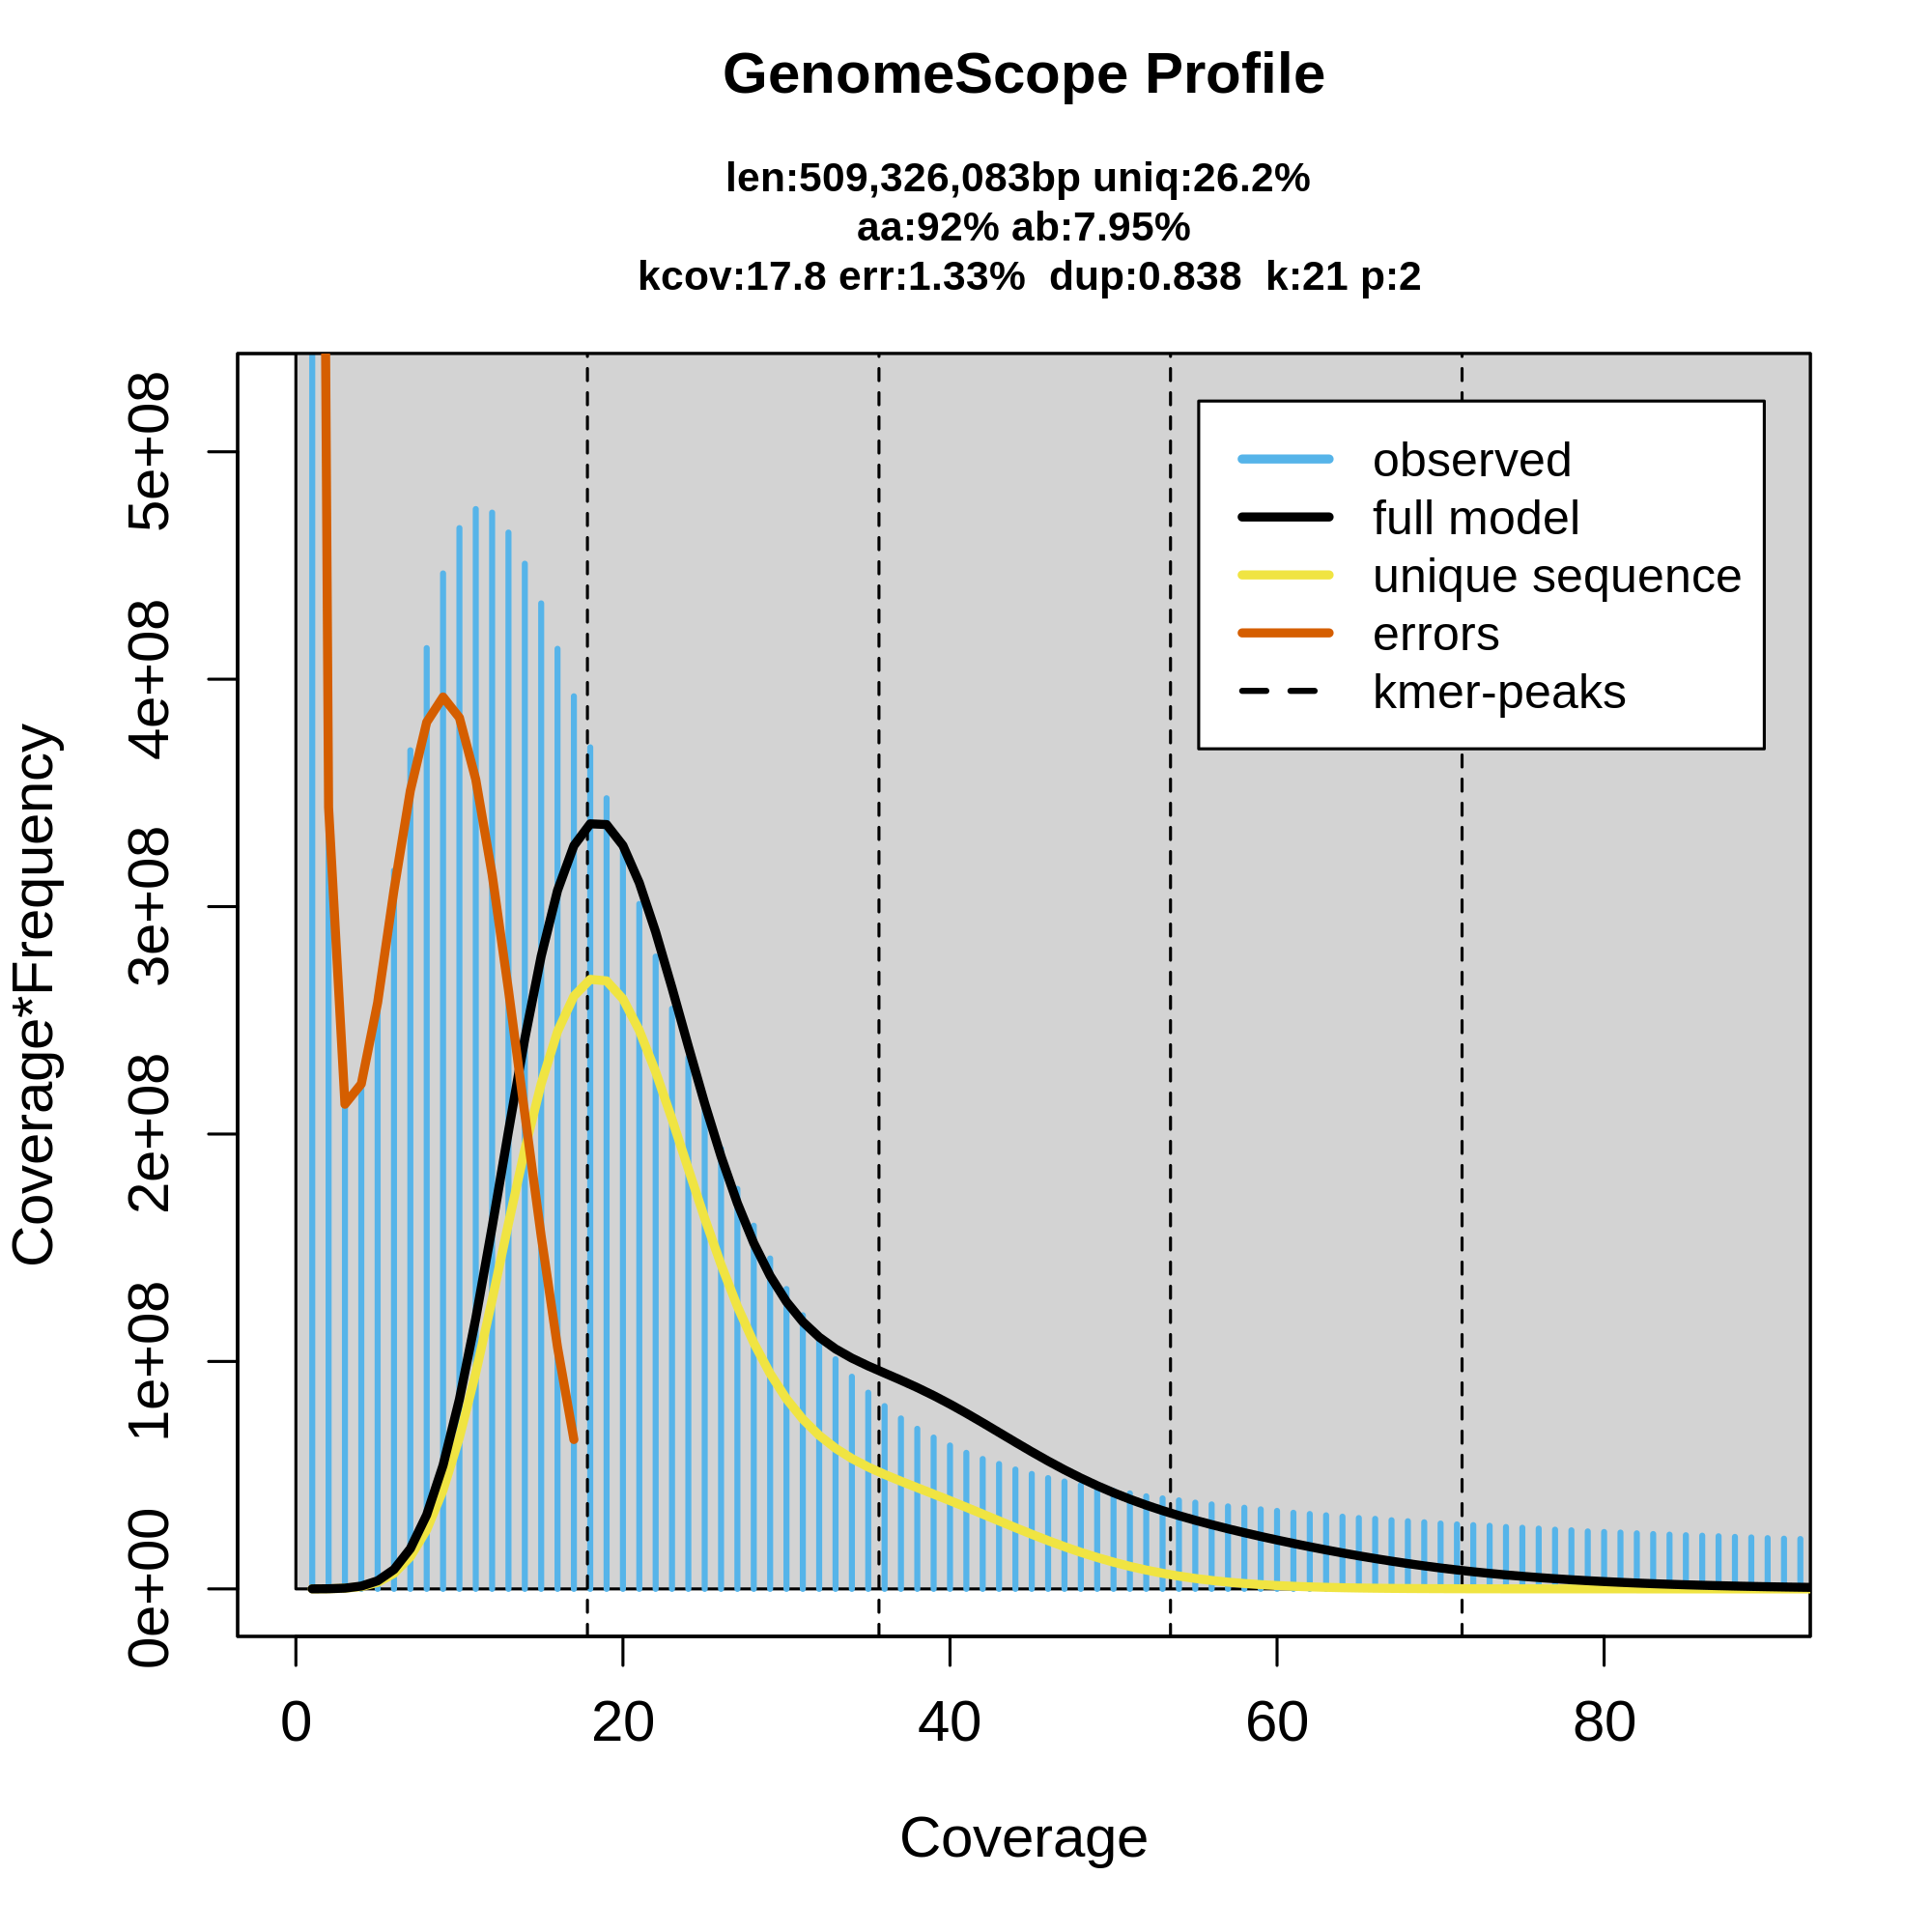 GenomeScope Profile
len:509,326,083bp uniq:26.2%
aa:92% ab:7.95%
kcov:17.8 err:1.33% dup:0.838 k:21 p:2
observed
full model
unique sequence
errors
kmer-peaks
Coverage*Frequency
5e+08
4e+08
3e+08
2e+08
1e+08
0e+00
0 20 40 60 80
Coverage